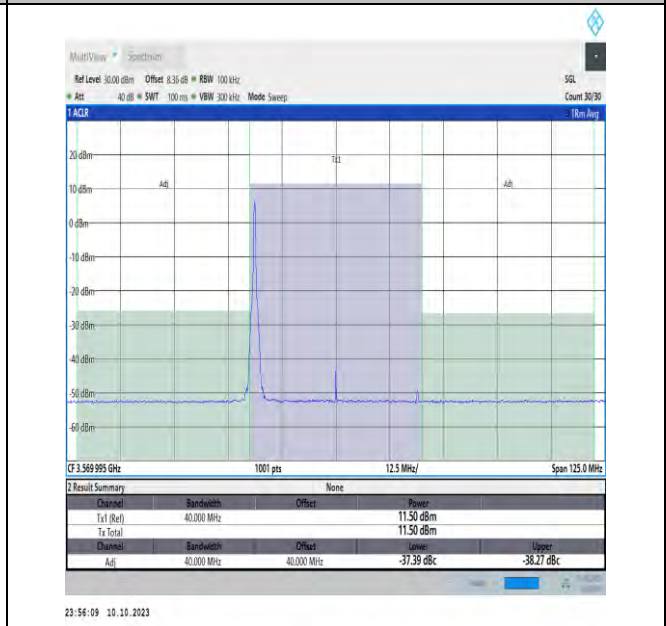 MultiView Spectrum
Ref Level 30.00 dBm Offset 8.36 dB RBW 100 kHz SGL
Att 40 dB SWT 100 ms VBW 300 kHz Mode Sweep Count 30/30
1 ACLR 1Rm Avg
20 dBm
Tx1
Adj Adj
10 dBm
0 dBm
-10 dBm
-20 dBm
-30 dBm
-40 dBm
-50 dBm
-60 dBm
CF 3.569 995 GHz 1001 pts 12.5 MHz/ Span 125.0 MHz
2 Result Summary None
Channel Bandwidth Offset Power
Tx1 (Ref) 40.000 MHz 11.50 dBm
Tx Total 11.50 dBm
Channel Bandwidth Offset Lower Upper
Adj 40.000 MHz 40.000 MHz -37.39 dBc -38.27 dBc
23:56:09 10.10.2023